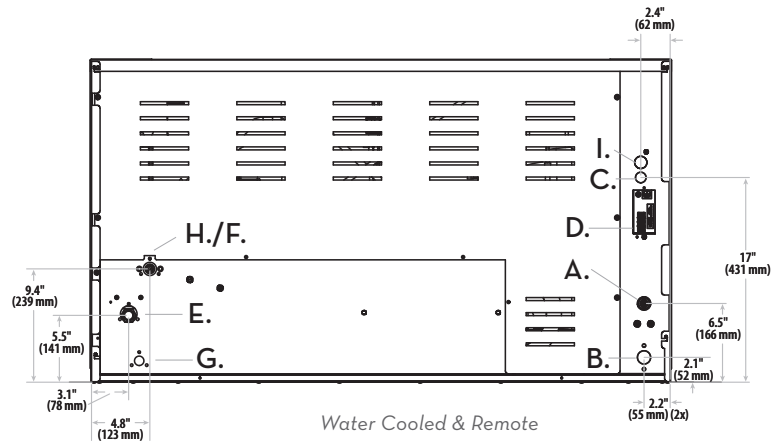 2.4"
(62 mm)
I.
C.
D.
H./F.
17"
(431 mm)
9.4"
(239 mm)
A.
E.
6.5"
(166 mm)
5.5"
(141 mm)
G.
B.
2.1"
(52 mm)
3.1"
(78 mm)
2.2"
(55 mm) (2x)
4.8"
(123 mm)
Water Cooled & Remote